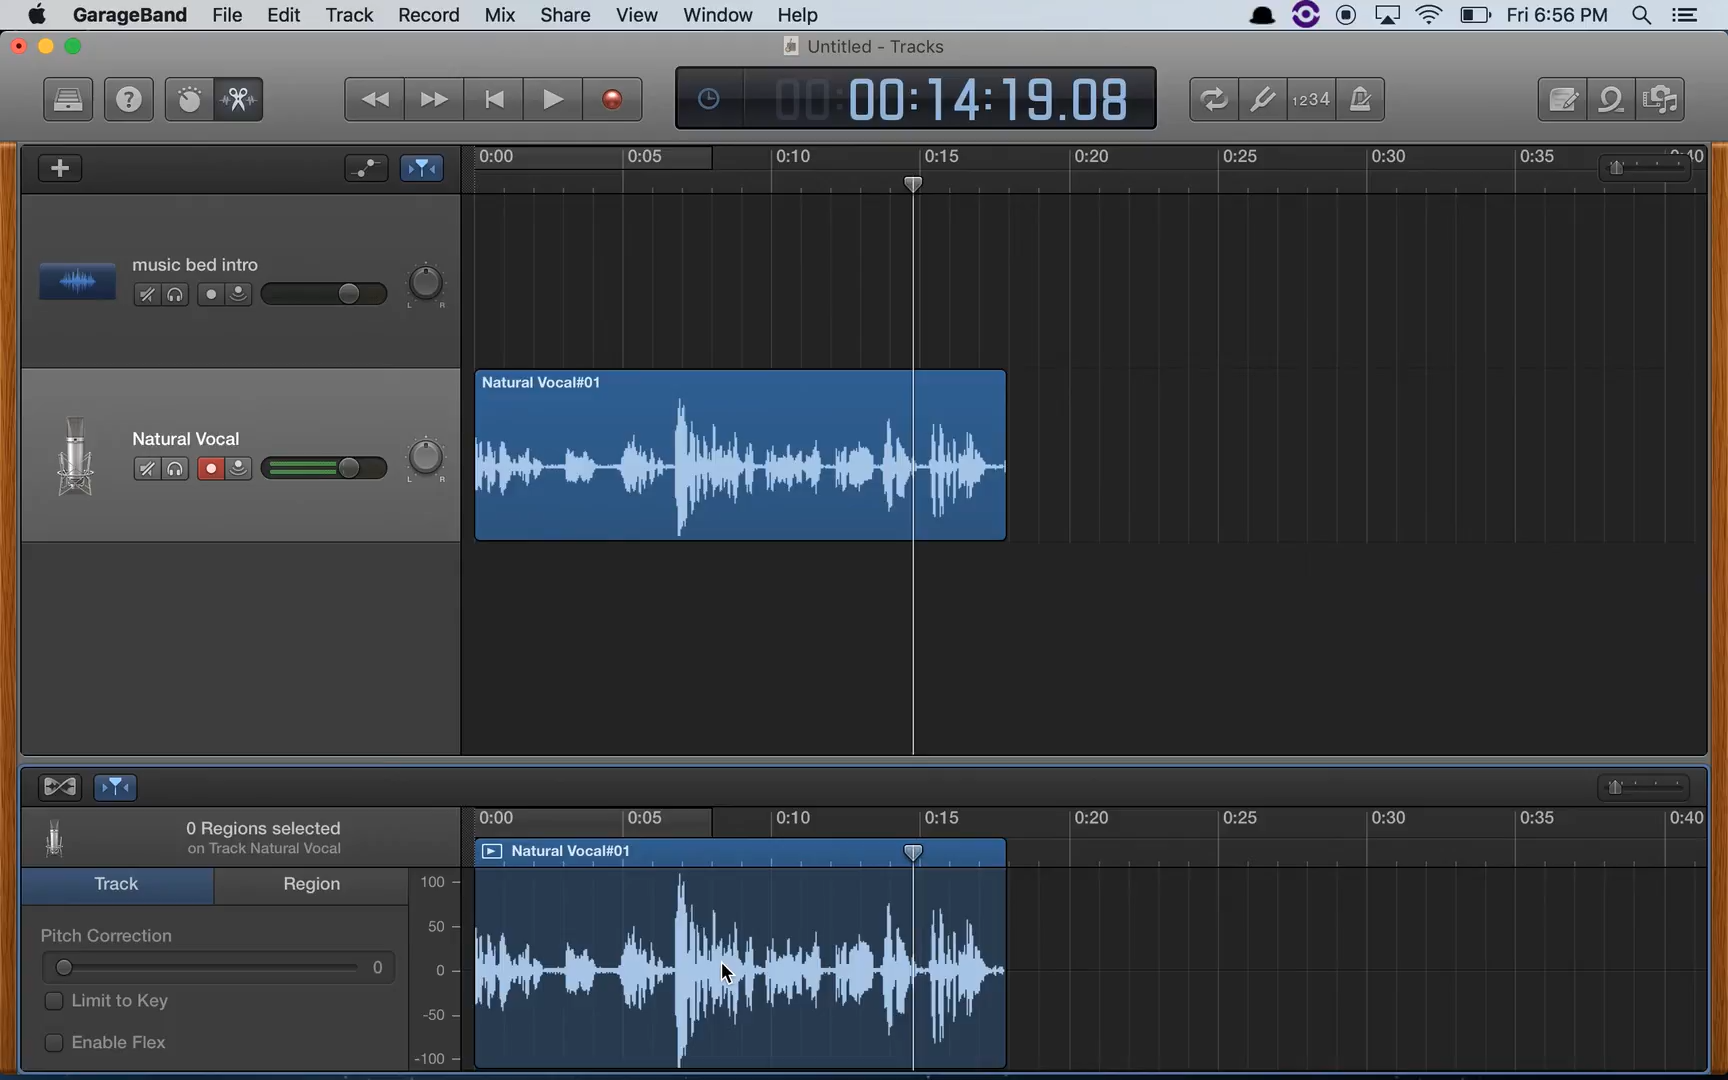 GarageBand File Edit Track Record Mix Share View Window Help Fri 6:56 PM
Untitled - Tracks
00:00:14:19.08
1234
0:00 0:05 0:10 0:15 0:20 0:25 0:30 0:35 0:40
music bed intro
L R
Natural Vocal#01
Natural Vocal
L R
0:00 0:05 0:10 0:15 0:20 0:25 0:30 0:35 0:40
0 Regions selected
on Track Natural Vocal
Natural Vocal#01
Track Region
100
50
0
-50
-100
Pitch Correction
0
Limit to Key
Enable Flex